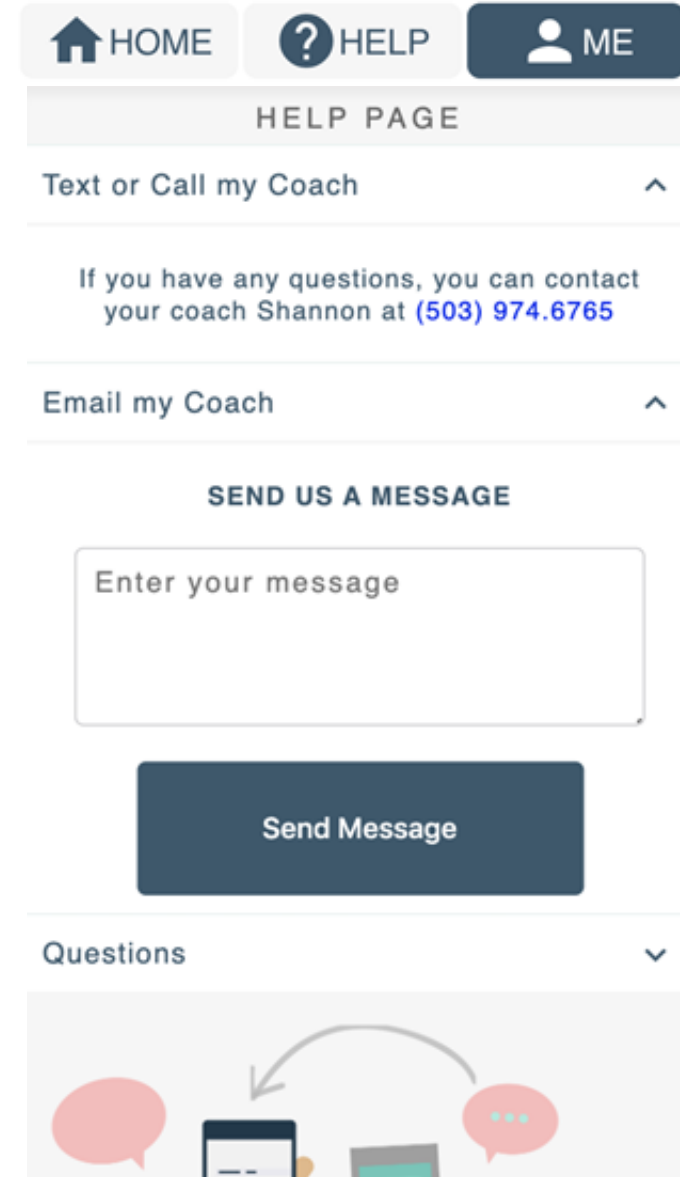 HOME HELP ME
HELP PAGE
Text or Call my Coach
If you have any questions, you can contact
your coach Shannon at (503) 974.6765
Email my Coach
SEND US A MESSAGE
Enter your message
Send Message
Questions